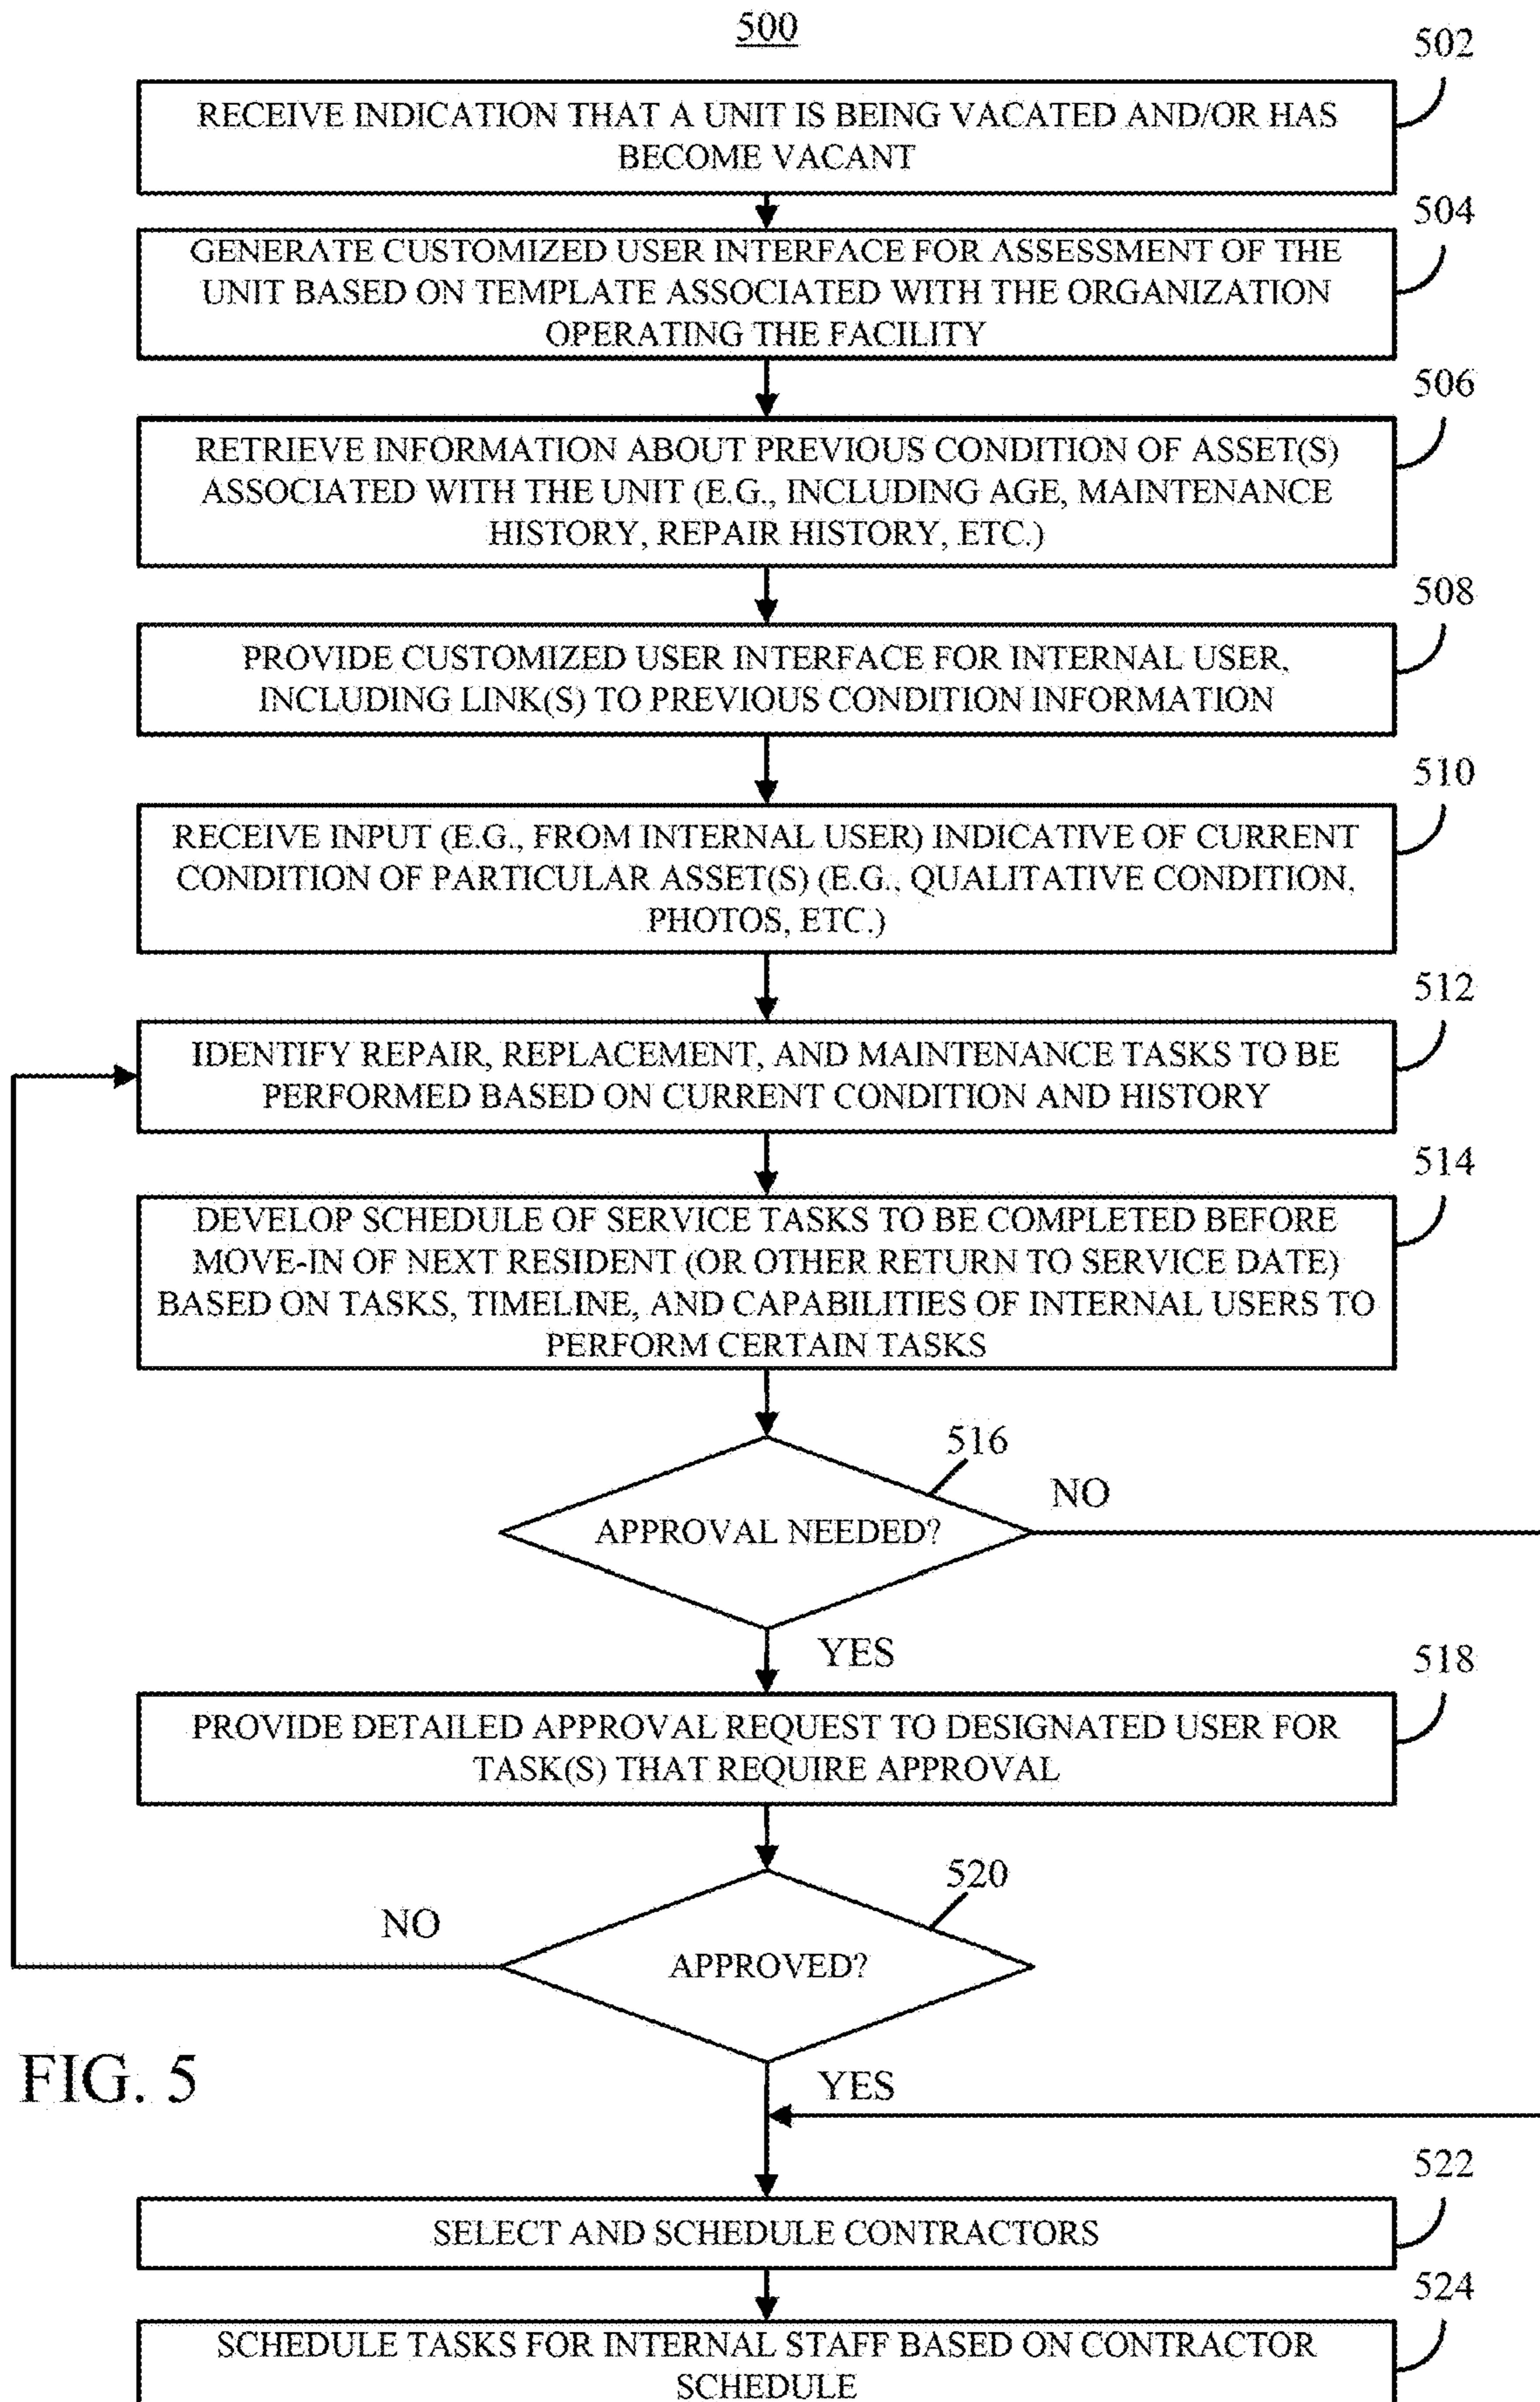 500
502
RECEIVE INDICATION THAT A UNIT IS BEING VACATED AND/OR HAS
BECOME VACANT
504
GENERATE CUSTOMIZED USER INTERFACE FOR ASSESSMENT OF THE
UNIT BASED ON TEMPLATE ASSOCIATED WITH THE ORGANIZATION
OPERATING THE FACILITY
506
RETRIEVE INFORMATION ABOUT PREVIOUS CONDITION OF ASSET(S)
ASSOCIATED WITH THE UNIT (E.G., INCLUDING AGE, MAINTENANCE
HISTORY, REPAIR HISTORY, ETC.)
508
PROVIDE CUSTOMIZED USER INTERFACE FOR INTERNAL USER,
INCLUDING LINK(S) TO PREVIOUS CONDITION INFORMATION
510
RECEIVE INPUT (E.G., FROM INTERNAL USER) INDICATIVE OF CURRENT
CONDITION OF PARTICULAR ASSET(S) (E.G., QUALITATIVE CONDITION,
PHOTOS, ETC.)
512
IDENTIFY REPAIR, REPLACEMENT, AND MAINTENANCE TASKS TO BE
PERFORMED BASED ON CURRENT CONDITION AND HISTORY
514
DEVELOP SCHEDULE OF SERVICE TASKS TO BE COMPLETED BEFORE
MOVE-IN OF NEXT RESIDENT (OR OTHER RETURN TO SERVICE DATE)
BASED ON TASKS, TIMELINE, AND CAPABILITIES OF INTERNAL USERS TO
PERFORM CERTAIN TASKS
516
NO
APPROVAL NEEDED?
YES
518
PROVIDE DETAILED APPROVAL REQUEST TO DESIGNATED USER FOR
TASK(S) THAT REQUIRE APPROVAL
520
NO
APPROVED?
FIG. 5
YES
522
SELECT AND SCHEDULE CONTRACTORS
524
SCHEDULE TASKS FOR INTERNAL STAFF BASED ON CONTRACTOR
SCHEDULE